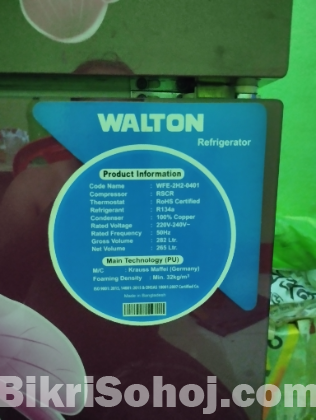 WALTON
Refrigerator
Product Information
Code Name : WFE-2H2-0401
Compressor : RSCR
Thermostat : RoHS Certified
Refrigerant : R134a
Condenser : 100% Copper
Rated Voltage : 220V-240V~
Rated Frequency : 50Hz
Gross Volume : 282 Ltr.
Net Volume : 265 Ltr.
Main Technology (PU)
M/C : Krauss Maffei (Germany)
Foaming Density : Min. 32kg/m³
Made in Bangladesh
BikriSohoj.com